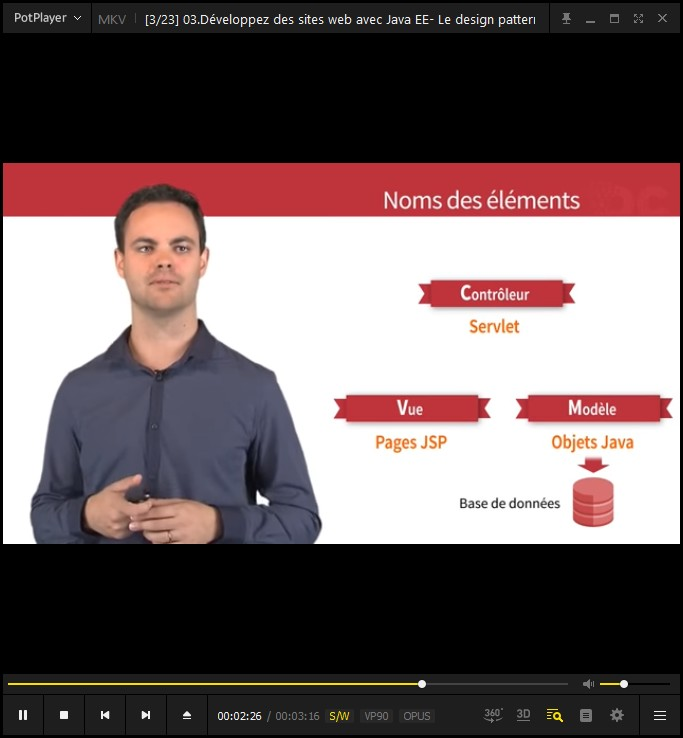 PotPlayer
MKV
[3/23] 03.Développez des sites web avec Java EE- Le design patter
Noms des éléments
Contrôleur
Servlet
Vue
Modèle
Pages JSP
Objets Java
Base de données
00:02:26 / 00:03:16 S/W VP90 OPUS
360°
3D